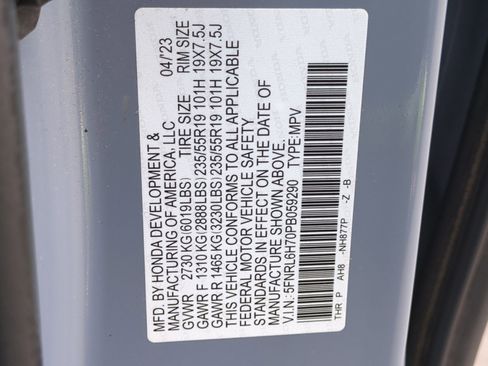 MFD. BY HONDA DEVELOPMENT & 04/23
MANUFACTURING OF AMERICA, LLC
GVWR 2730 KG (6019LBS) TIRE SIZE RIM SIZE
GAWR F 1310 KG (2888LBS) 235/55R19 101H 19X7.5J
GAWR R 1465 KG (3230LBS) 235/55R19 101H 19X7.5J
THIS VEHICLE CONFORMS TO ALL APPLICABLE
FEDERAL MOTOR VEHICLE SAFETY
STANDARDS IN EFFECT ON THE DATE OF
MANUFACTURE SHOWN ABOVE.
V.I.N: 5FNRL6H70PB059290 TYPE:MPV
THR P AH8 -NH877P -Z -B